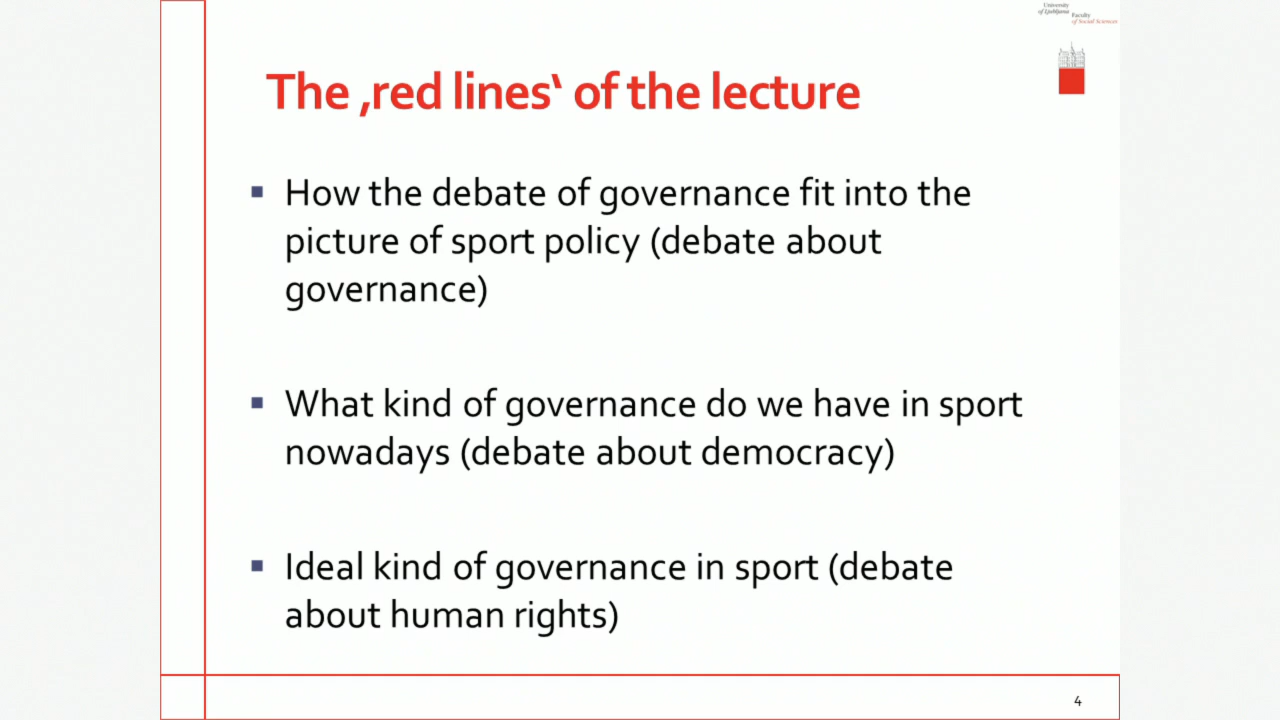 University
of Ljubljana
Faculty
of Social Sciences
The ‚red lines‛ of the lecture
▪ How the debate of governance fit into the
picture of sport policy (debate about
governance)
▪ What kind of governance do we have in sport
nowadays (debate about democracy)
▪ Ideal kind of governance in sport (debate
about human rights)
4